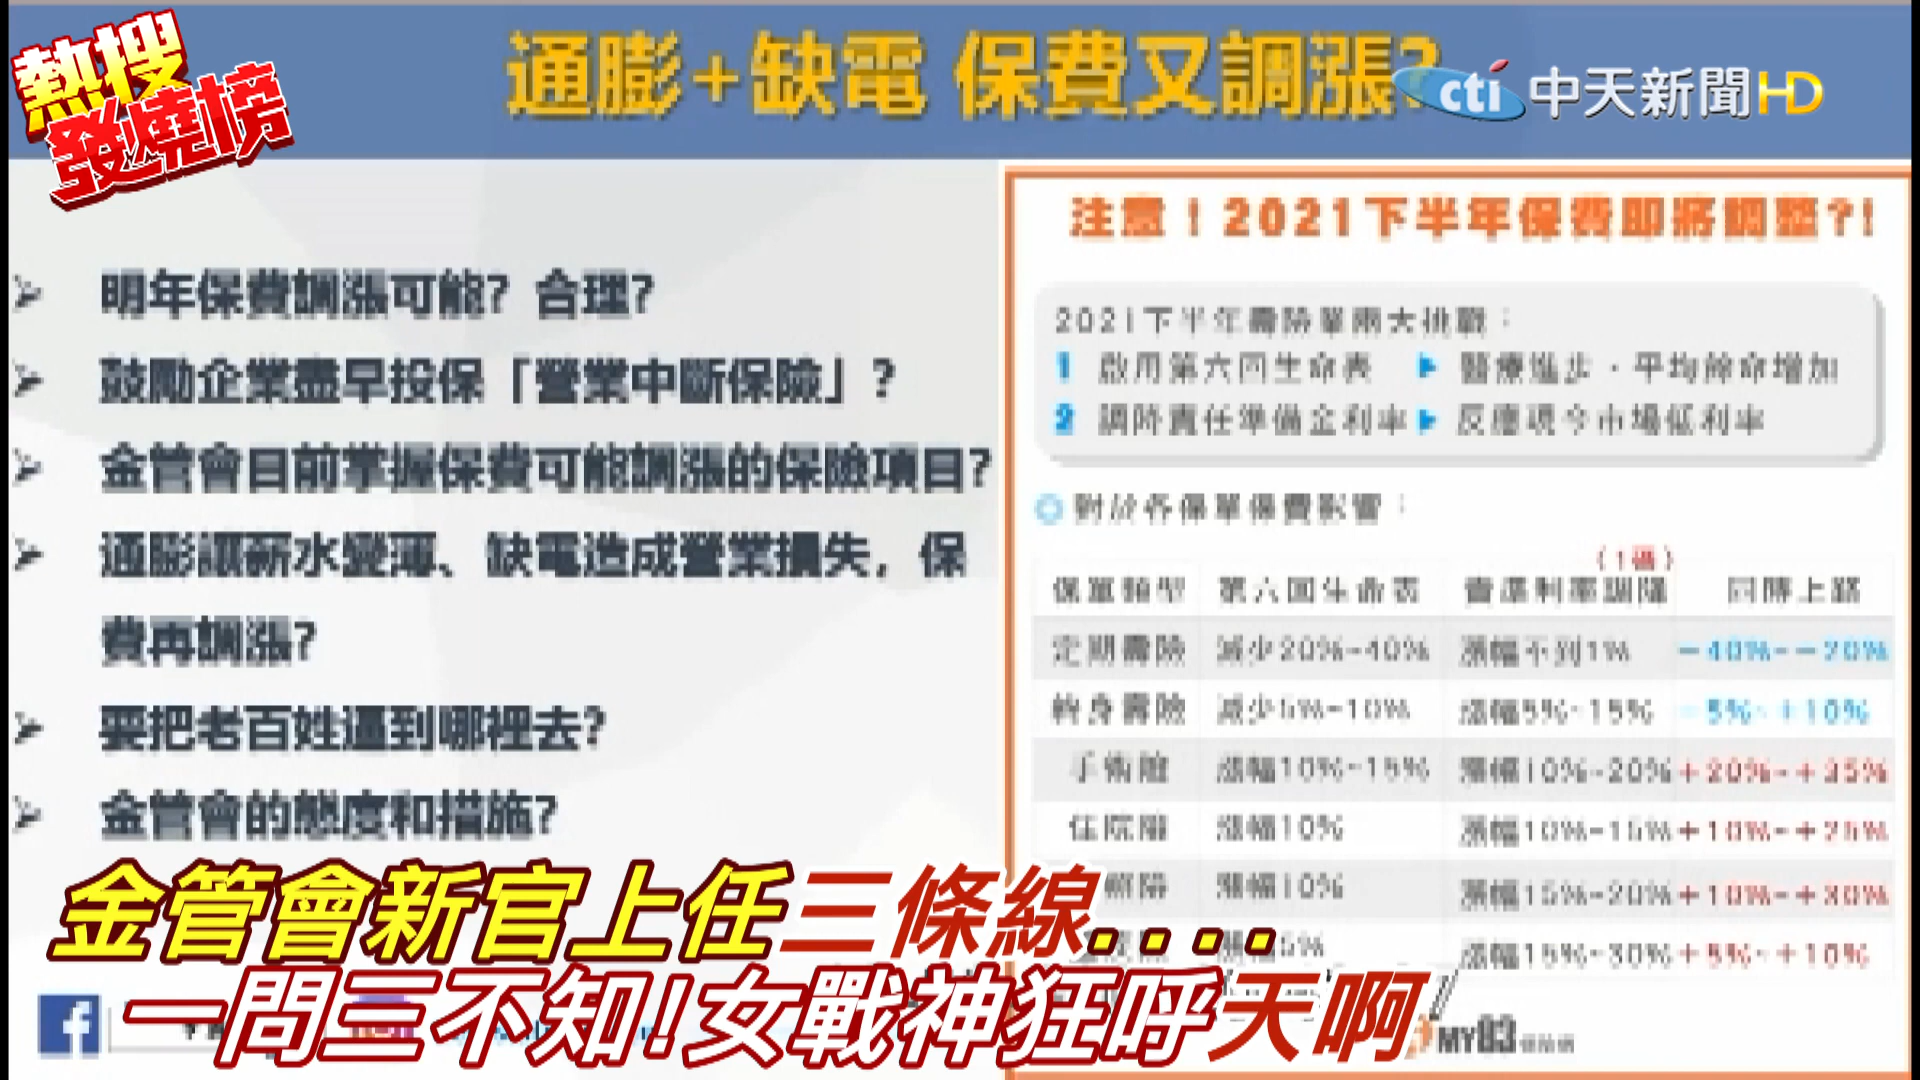 熱搜
發燒榜
通膨+缺電 保費又調漲?
cti 中天新聞HD
➢ 明年保費調漲可能? 合理?
➢ 鼓勵企業盡早投保「營業中斷保險」?
➢ 金管會目前掌握保費可能調漲的保險項目?
➢ 通膨讓薪水變薄、缺電造成營業損失，保
費再調漲?
➢ 要把老百姓逼到哪裡去?
➢ 金管會的態度和措施?
注意!2021下半年保費即將調整?!
2021下半年壽險單兩大挑戰:
1 啟用第六回生命表 ▶ 醫療進步·平均餘命增加
2 調降責任準備金利率 ▶ 反應現今市場低利率
對於各保單保費影響:
(1碼)
保單類型 第六回生命表 責準利率調降 同時上路
定期壽險 減少20%-40% 漲幅不到1% -40%~-20%
終身壽險 減少5%-10% 漲幅5%-15% -5%~+10%
手術險 漲幅10%-15% 漲幅10%-20% +20%~+35%
住院險 漲幅10% 漲幅10%-15% +10%~+25%
險 漲幅10% 漲幅15%-20% +10%~+30%
5% 漲幅15%-30% +5%~+10%
金管會新官上任三條線....
一問三不知!女戰神狂呼天啊
MY83